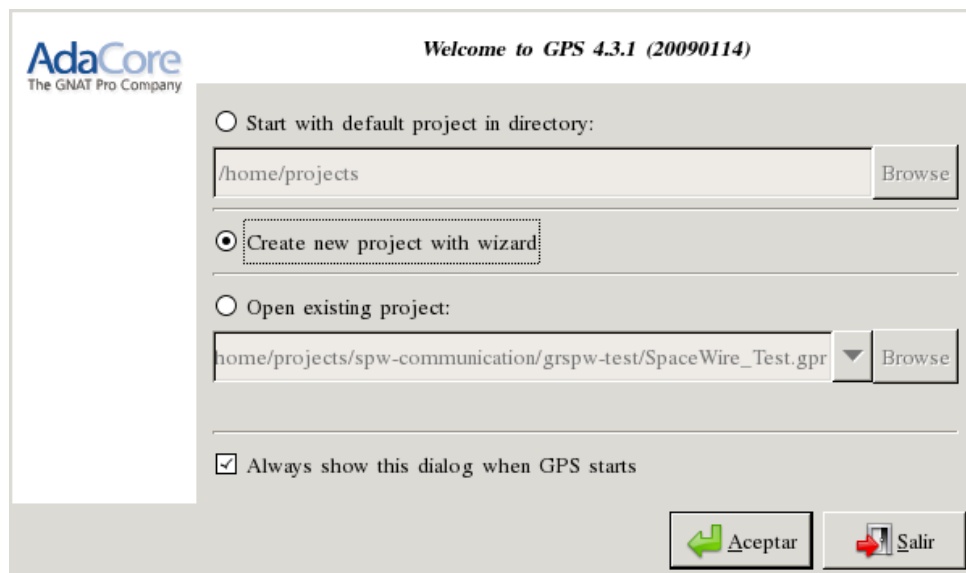 AdaCore
The GNAT Pro Company
Welcome to GPS 4.3.1 (20090114)
Start with default project in directory:
/home/projects
Browse
Create new project with wizard
Open existing project:
home/projects/spw-communication/grspw-test/SpaceWire_Test.gpr
Browse
Always show this dialog when GPS starts
Aceptar
Salir